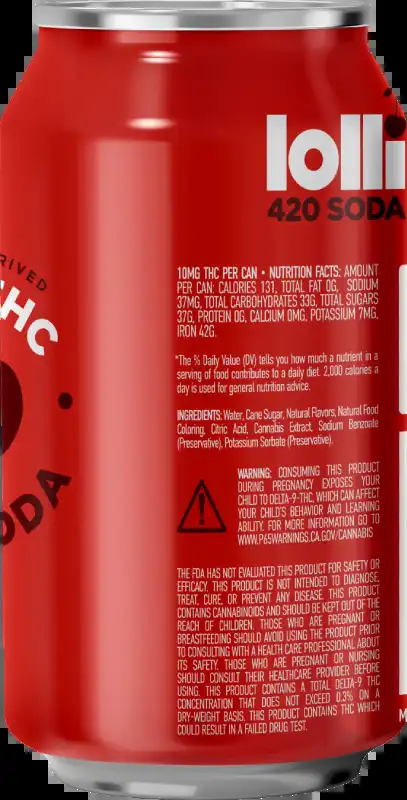 lolli
420 SODA
RIVED
THC
ODA
10MG THC PER CAN • NUTRITION FACTS: AMOUNT
PER CAN: CALORIES 131, TOTAL FAT 0G, SODIUM
37MG, TOTAL CARBOHYDRATES 33G, TOTAL SUGARS
37G, PROTEIN 0G, CALCIUM 0MG, POTASSIUM 7MG,
IRON 42G.
*The % Daily Value (DV) tells you how much a nutrient in a
serving of food contributes to a daily diet. 2,000 calories a
day is used for general nutrition advice.
INGREDIENTS: Water, Cane Sugar, Natural Flavors, Natural Food
Coloring, Citric Acid, Cannabis Extract, Sodium Benzoate
(Preservative), Potassium Sorbate (Preservative).
WARNING: CONSUMING THIS PRODUCT
DURING PREGNANCY EXPOSES YOUR
CHILD TO DELTA-9-THC, WHICH CAN AFFECT
YOUR CHILD'S BEHAVIOR AND LEARNING
ABILITY. FOR MORE INFORMATION GO TO
WWW.P65WARNINGS.CA.GOV/CANNABIS
THE FDA HAS NOT EVALUATED THIS PRODUCT FOR SAFETY OR
EFFICACY. THIS PRODUCT IS NOT INTENDED TO DIAGNOSE,
TREAT, CURE, OR PREVENT ANY DISEASE. THIS PRODUCT
CONTAINS CANNABINOIDS AND SHOULD BE KEPT OUT OF THE
REACH OF CHILDREN. THOSE WHO ARE PREGNANT OR
BREASTFEEDING SHOULD AVOID USING THE PRODUCT PRIOR
TO CONSULTING WITH A HEALTH CARE PROFESSIONAL ABOUT
ITS SAFETY. THOSE WHO ARE PREGNANT OR NURSING
SHOULD CONSULT THEIR HEALTHCARE PROVIDER BEFORE
USING. THIS PRODUCT CONTAINS A TOTAL DELTA-9 THC
CONCENTRATION THAT DOES NOT EXCEED 0.3% ON A
DRY-WEIGHT BASIS. THIS PRODUCT CONTAINS THC WHICH
COULD RESULT IN A FAILED DRUG TEST.
M